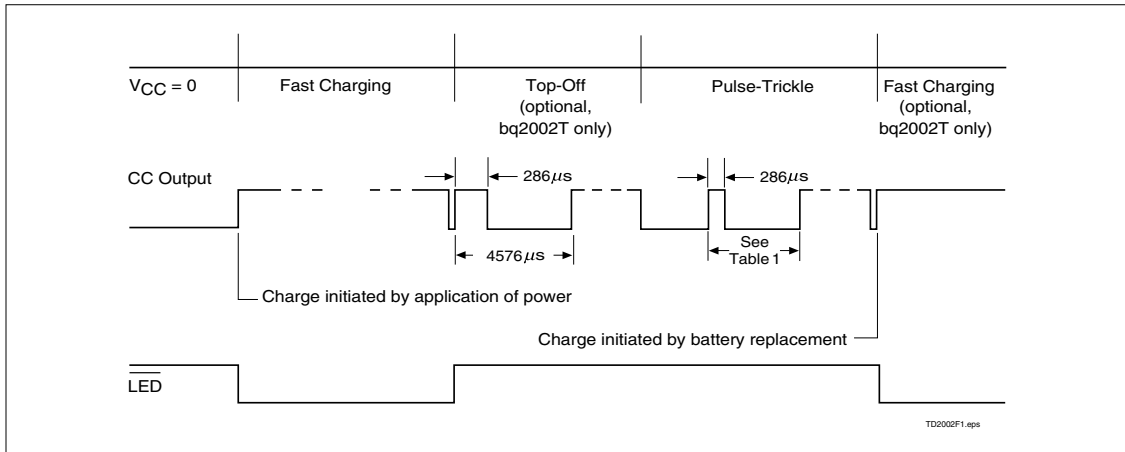 VCC = 0
Fast Charging
Top-Off
(optional,
bq2002T only)
Pulse-Trickle
Fast Charging
(optional,
bq2002T only)
CC Output
286µs
286µs
4576µs
See
Table 1
Charge initiated by application of power
Charge initiated by battery replacement
LED
TD2002F1.eps